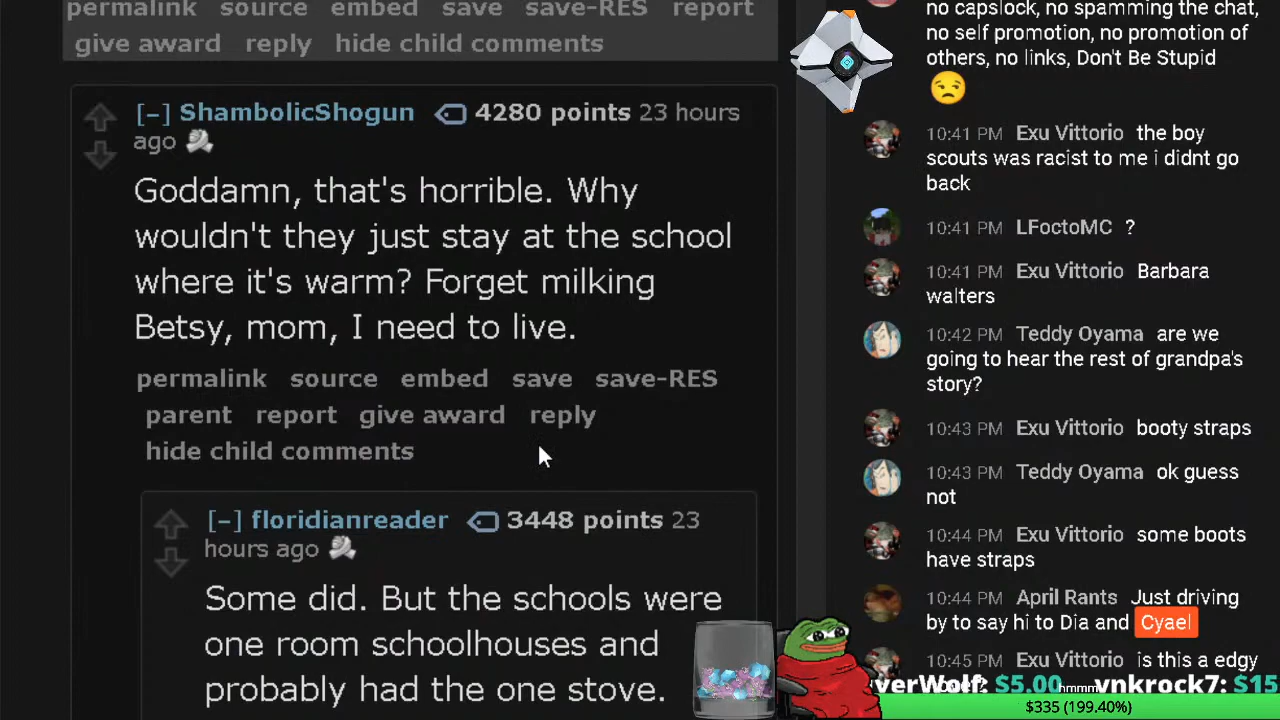 permalink source embed save save-RES report
give award reply hide child comments
[–] ShambolicShogun 4280 points 23 hours
ago
Goddamn, that's horrible. Why
wouldn't they just stay at the school
where it's warm? Forget milking
Betsy, mom, I need to live.
permalink source embed save save-RES
parent report give award reply
hide child comments
[–] floridianreader 3448 points 23
hours ago
Some did. But the schools were
one room schoolhouses and
probably had the one stove.
no capslock, no spamming the chat,
no self promotion, no promotion of
others, no links, Don't Be Stupid
10:41 PM Exu Vittorio the boy
scouts was racist to me i didnt go
back
10:41 PM LFoctoMC ?
10:41 PM Exu Vittorio Barbara
walters
10:42 PM Teddy Oyama are we
going to hear the rest of grandpa's
story?
10:43 PM Exu Vittorio booty straps
10:43 PM Teddy Oyama ok guess
not
10:44 PM Exu Vittorio some boots
have straps
10:44 PM April Rants Just driving
by to say hi to Dia and Cyael
10:45 PM Exu Vittorio is this a edgy
verWolf: $5.00 hmmm vnkrock7: $15
$335 (199.40%)